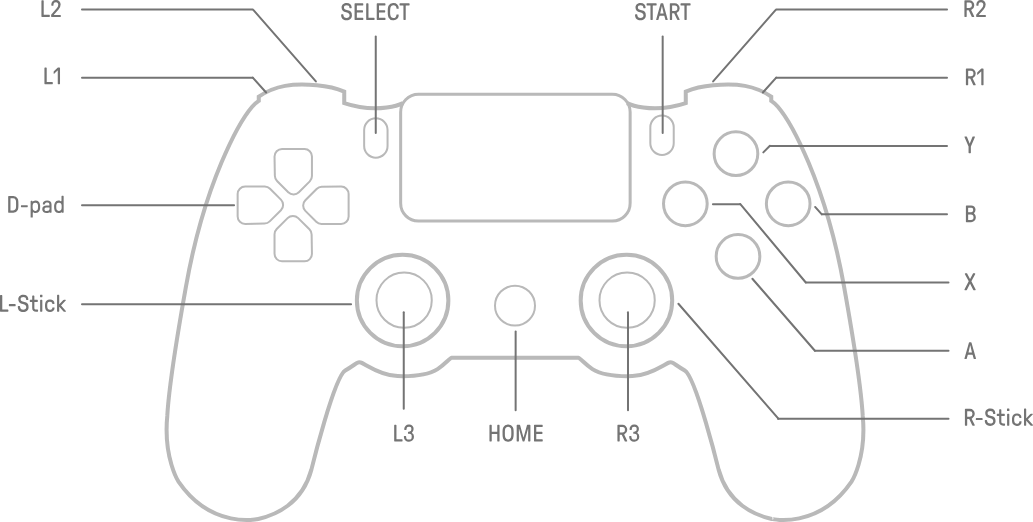 L2
SELECT
START
R2
L1
R1
Y
D-pad
B
X
L-Stick
A
R-Stick
L3
HOME
R3